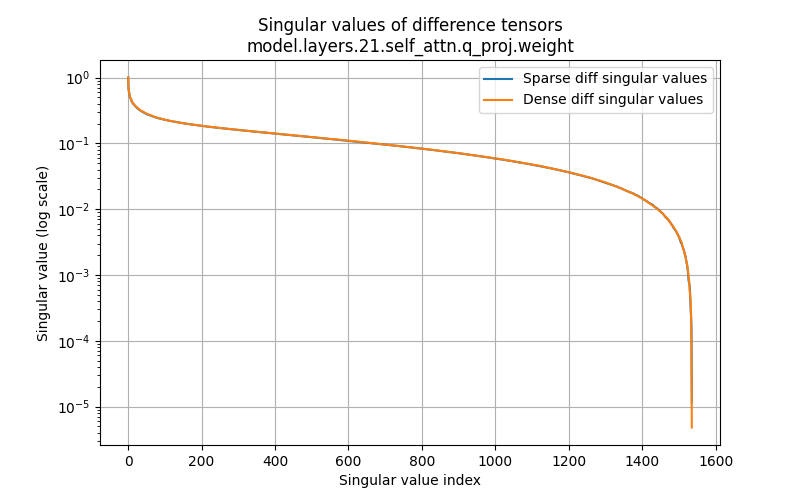 Singular values of difference tensors
model.layers.21.self_attn.q_proj.weight
Sparse diff singular values
Dense diff singular values
Singular value (log scale)
10⁰
10⁻¹
10⁻²
10⁻³
10⁻⁴
10⁻⁵
0 200 400 600 800 1000 1200 1400 1600
Singular value index